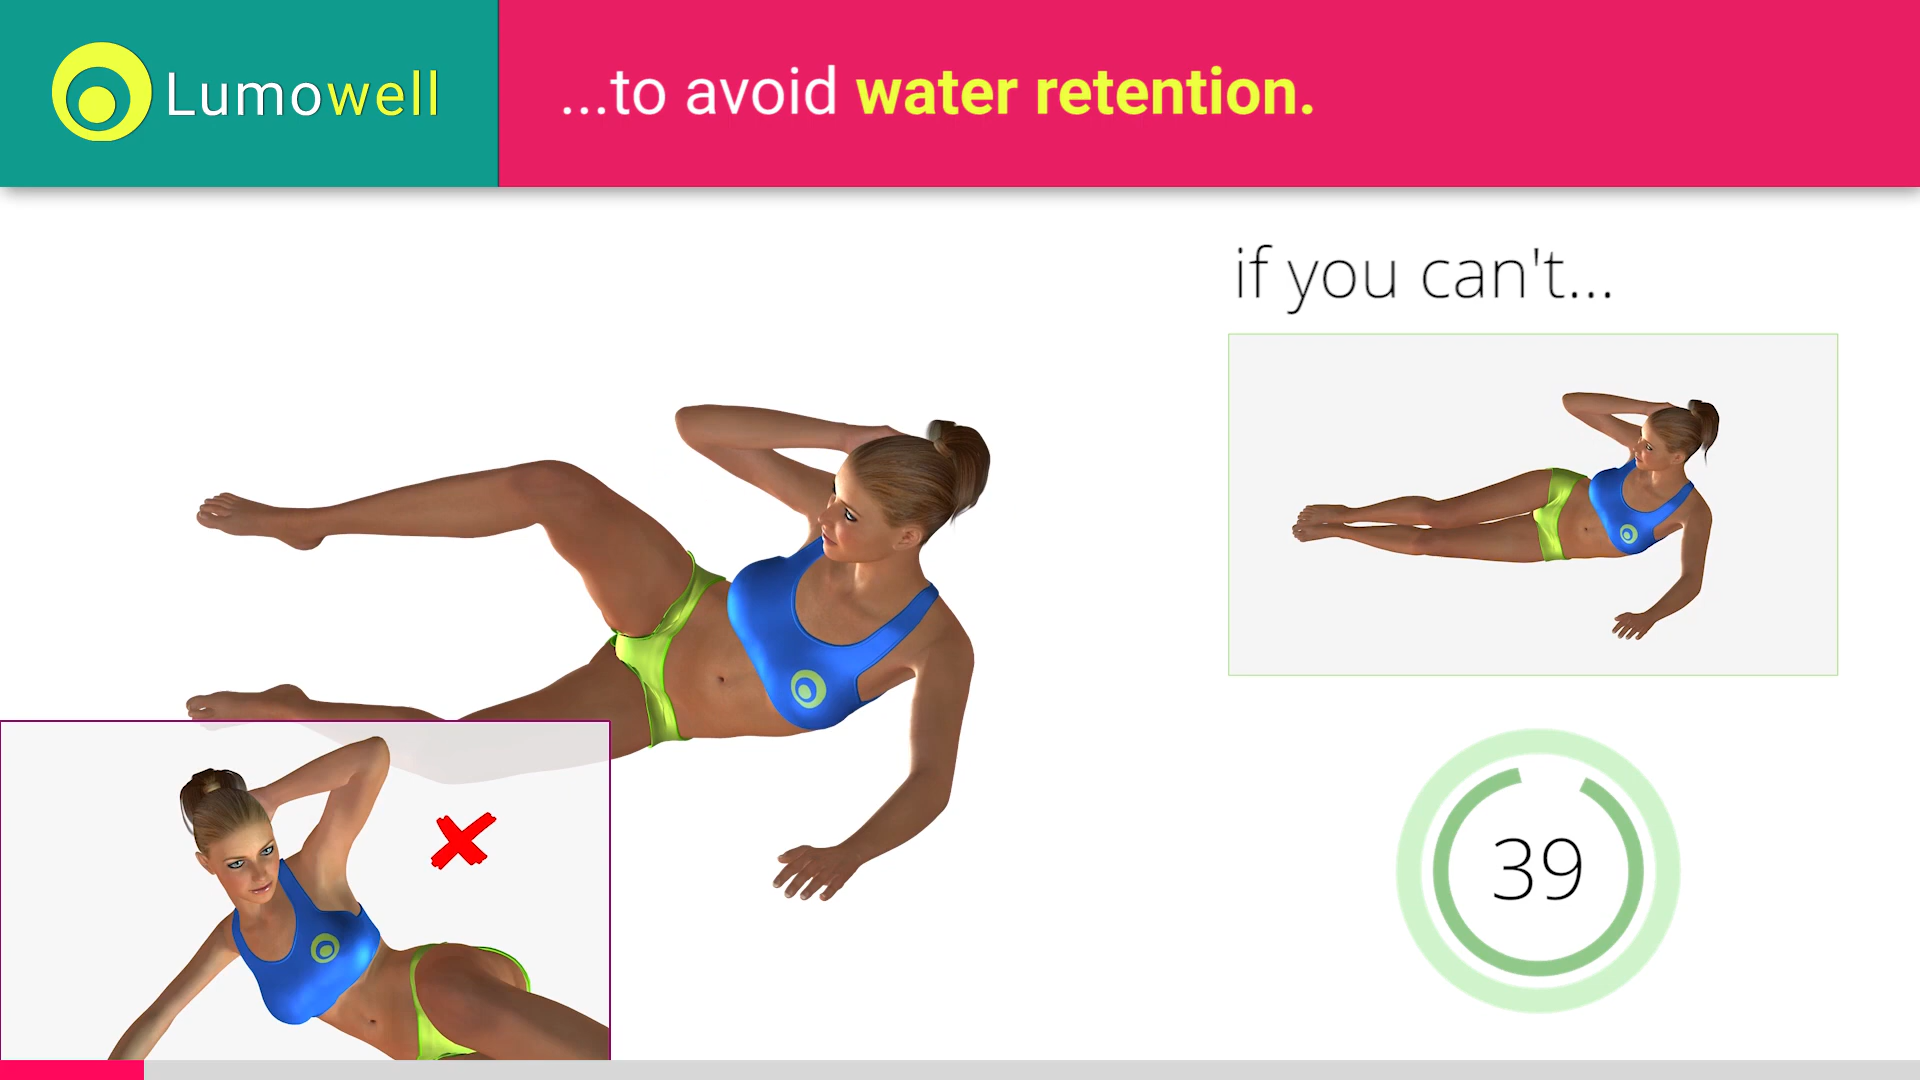 Lumowell
...to avoid water retention.
if you can't...
39